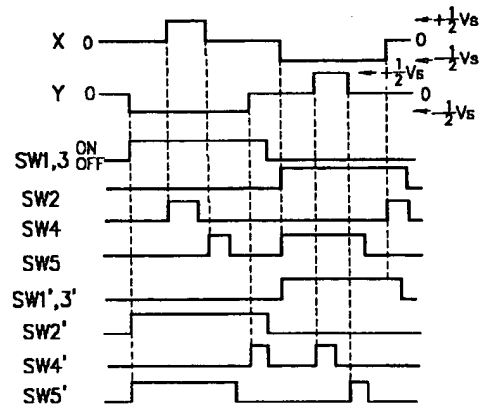 +1/2Vs
X 0 0
-1/2Vs
+1/2Vs
Y 0 0
-1/2Vs
SW1,3 ON
OFF
SW2
SW4
SW5
SW1',3'
SW2'
SW4'
SW5'